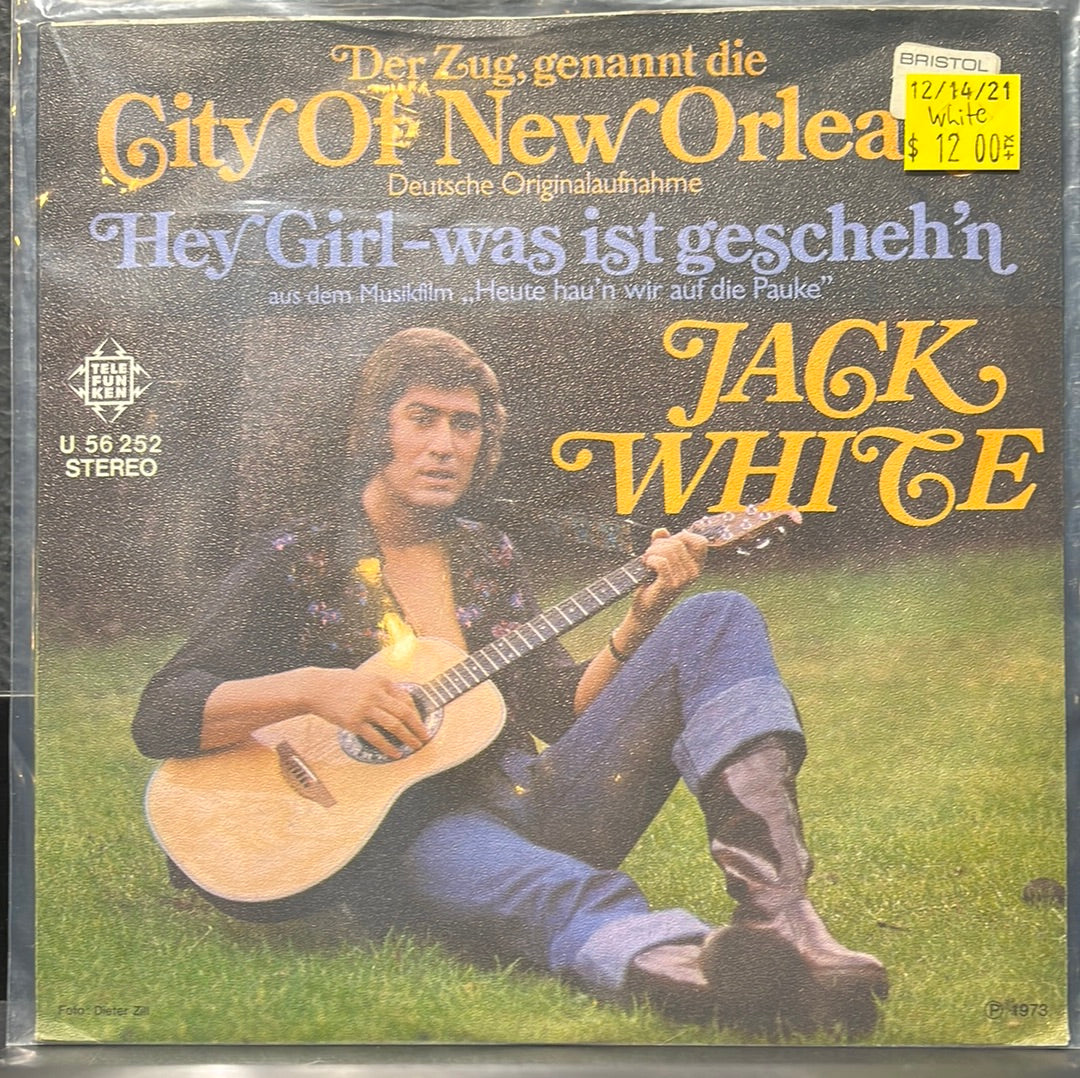 Der Zug, genannt die
City Of New Orlea
BRISTOL
12/14/21
White
$ 12 00
Deutsche Originalaufnahme
Hey Girl-was ist gescheh'n
aus dem Musikfilm „Heute hau'n wir auf die Pauke”
JACK
WHITE
TELE
FUN
KEN
U 56 252
STEREO
Foto: Dieter Zill
Ⓟ 1973